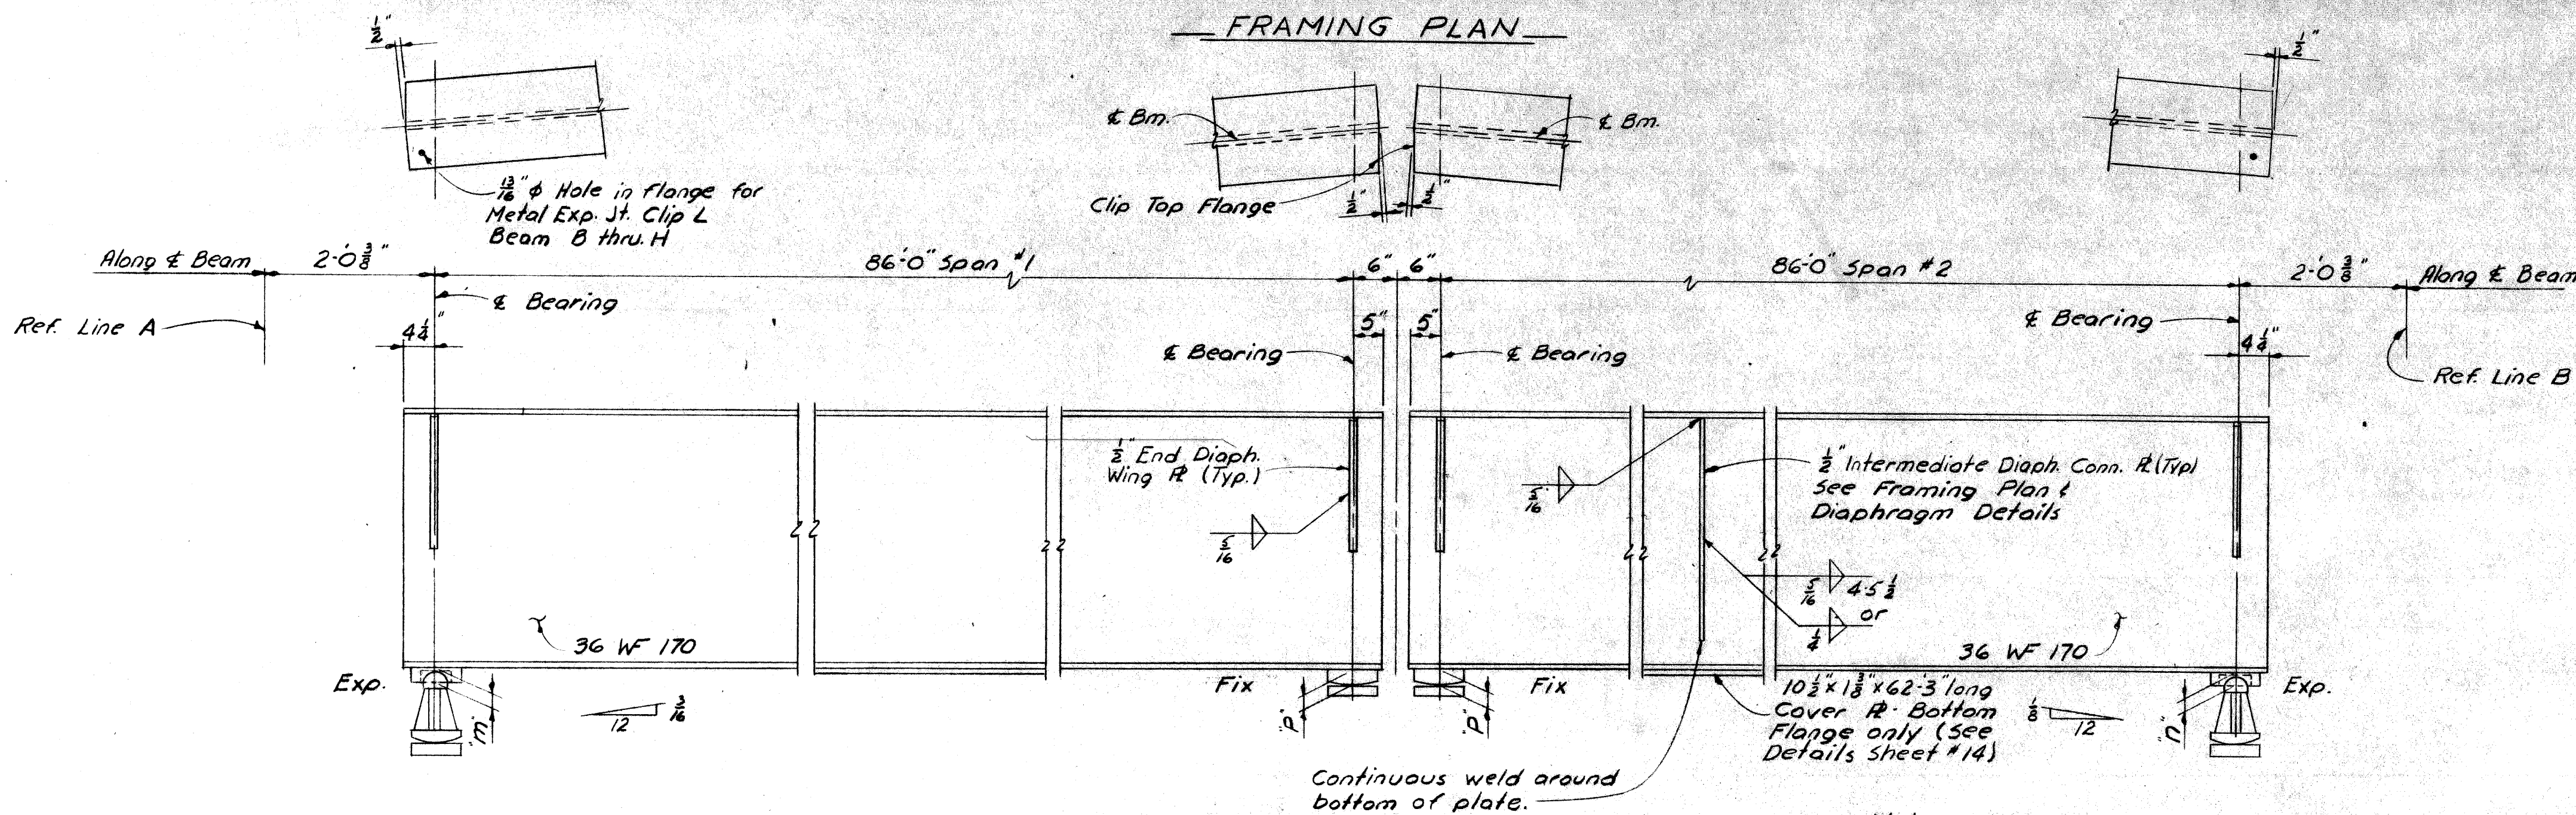 FRAMING PLAN
1/2"
1/2"
℄ Bm.
℄ Bm.
13/16" ϕ Hole in flange for
Metal Exp. Jt. Clip L
Beam B thru. H
Clip Top Flange
1/2"
1/2"
Along ℄ Beam
2'-0 3/8"
86'-0" Span #1
6"
6"
86'-0" Span #2
2'-0 3/8"
Along ℄ Beam
℄ Bearing
Ref. Line A
4 1/4"
5"
5"
℄ Bearing
4 1/4"
℄ Bearing
℄ Bearing
Ref. Line B
1/2" End Diaph.
Wing ℙL (Typ.)
5/16
5/16
1/2" Intermediate Diaph. Conn. ℙL (Typ)
See Framing Plan &
Diaphragm Details
5/16
4-5 1/2
or
1/4
36 WF 170
36 WF 170
Exp.
Fix
Fix
Exp.
"m"
12
3/16
"p"
"p"
10 1/2" x 1 3/8" x 62'-3" long
Cover ℙL - Bottom
Flange only (See
Details Sheet #14)
1/8
12
"n"
Continuous weld around
bottom of plate.